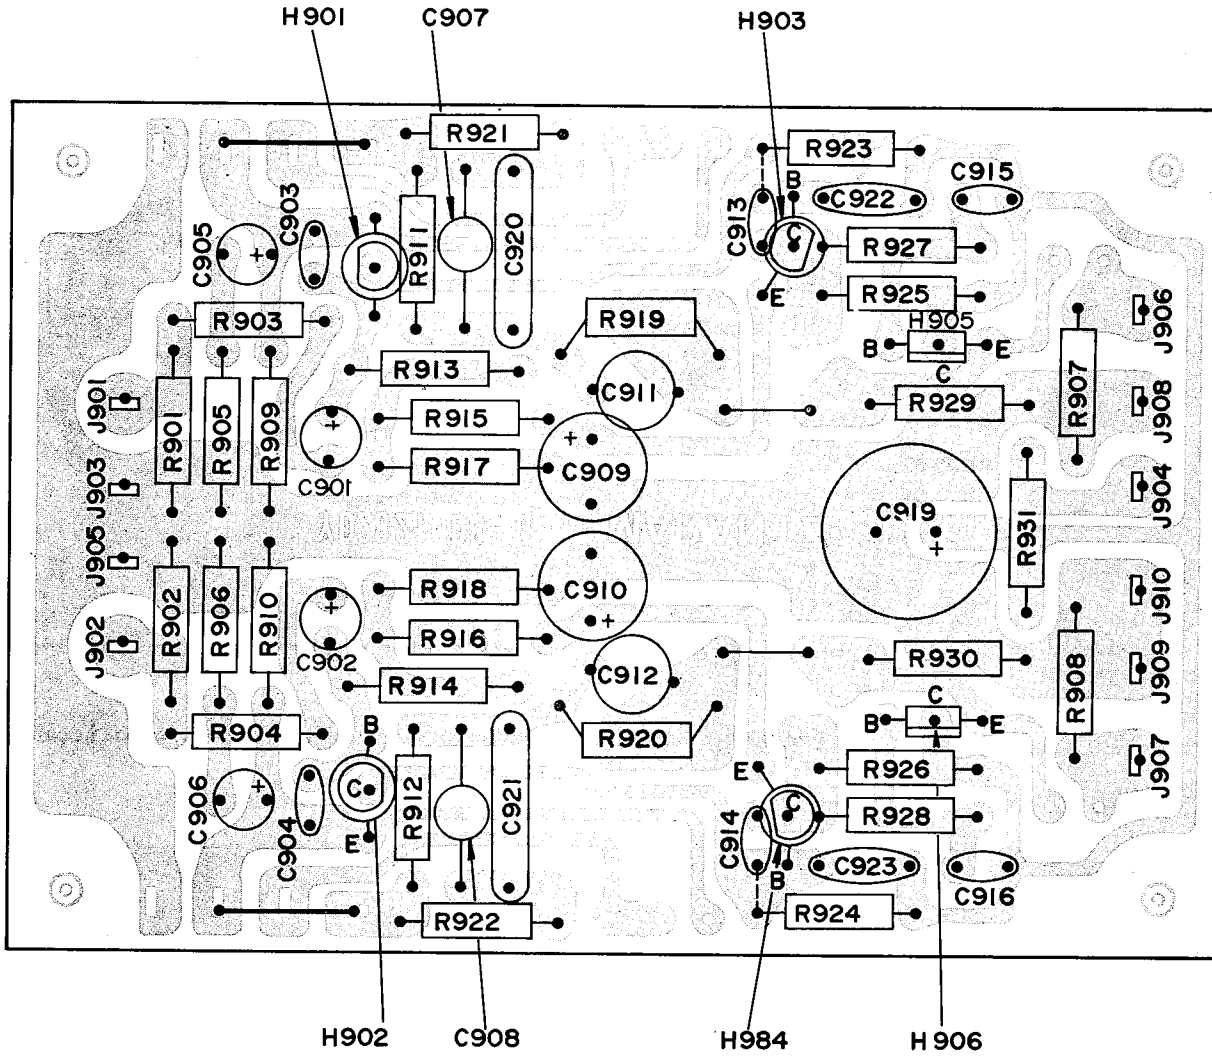 H901 C907 H903
R921
R923
C903
B
C915
C913
C922
C905
+
R911
C920
C
R927
E
R925
R903
R919
H905
J906
B E
R913
C
C911
R907
J901
R901
R905
R909
R915
R929
J908
+
+
R917
C909
J903
C901
C919
J904
+
R931
J905
R918
C910
J910
R902
R906
R910
+
R916
+
J902
C902
R930
J909
R914
C912
R908
C
R904
B
B E
R920
J907
E
R926
C906
+
C
C
R928
C904
E
R912
C921
C914
B
C923
C916
R924
R922
H902 C908 H984 H906